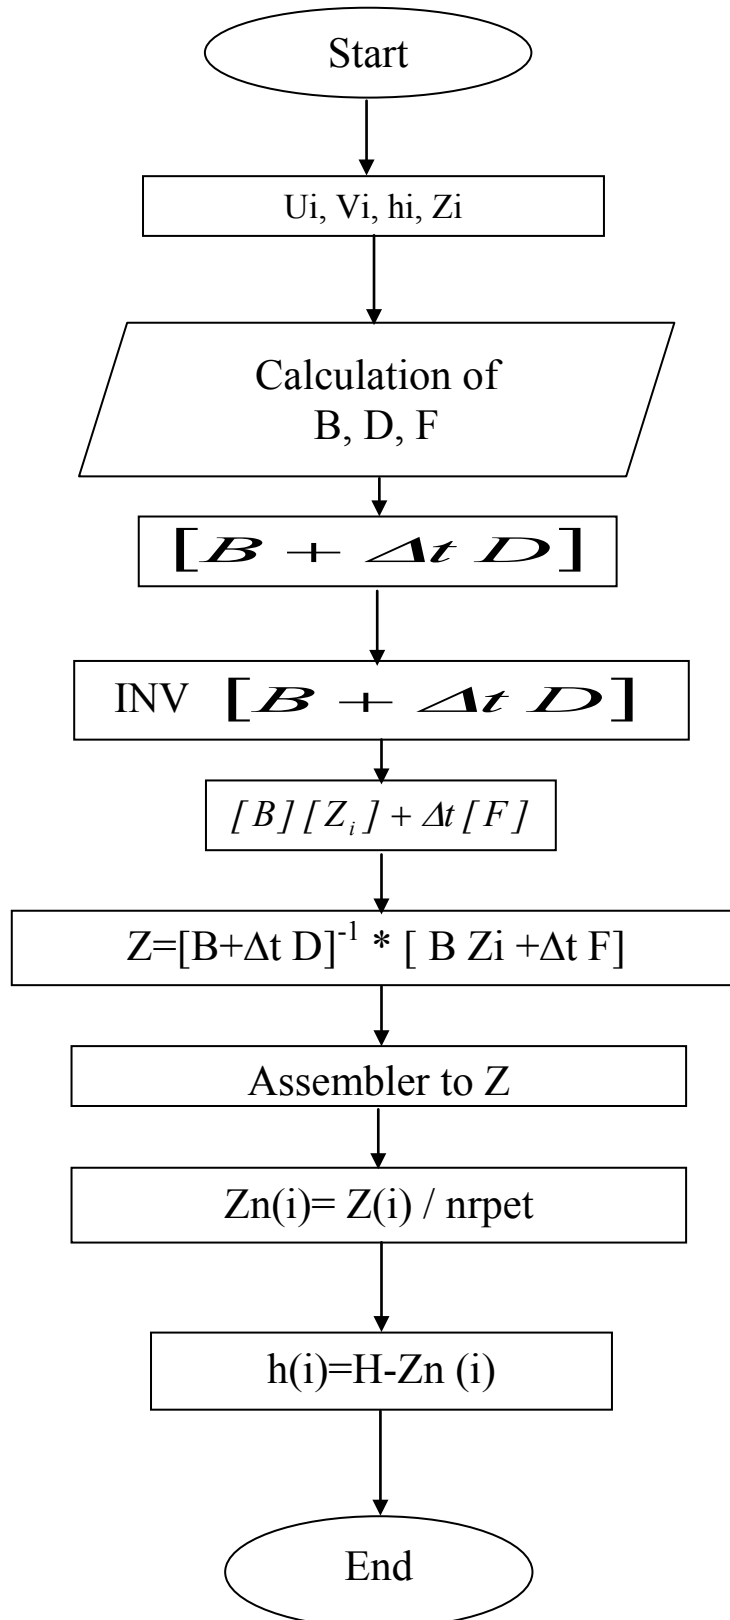 Start
Ui, Vi, hi, Zi
Calculation of
B, D, F
[B + Δt D]
INV [B + Δt D]
[B][Z_i] + Δt[F]
Z=[B+Δt D]^-1 * [ B Zi +Δt F]
Assembler to Z
Zn(i)= Z(i) / nrpet
h(i)=H-Zn (i)
End